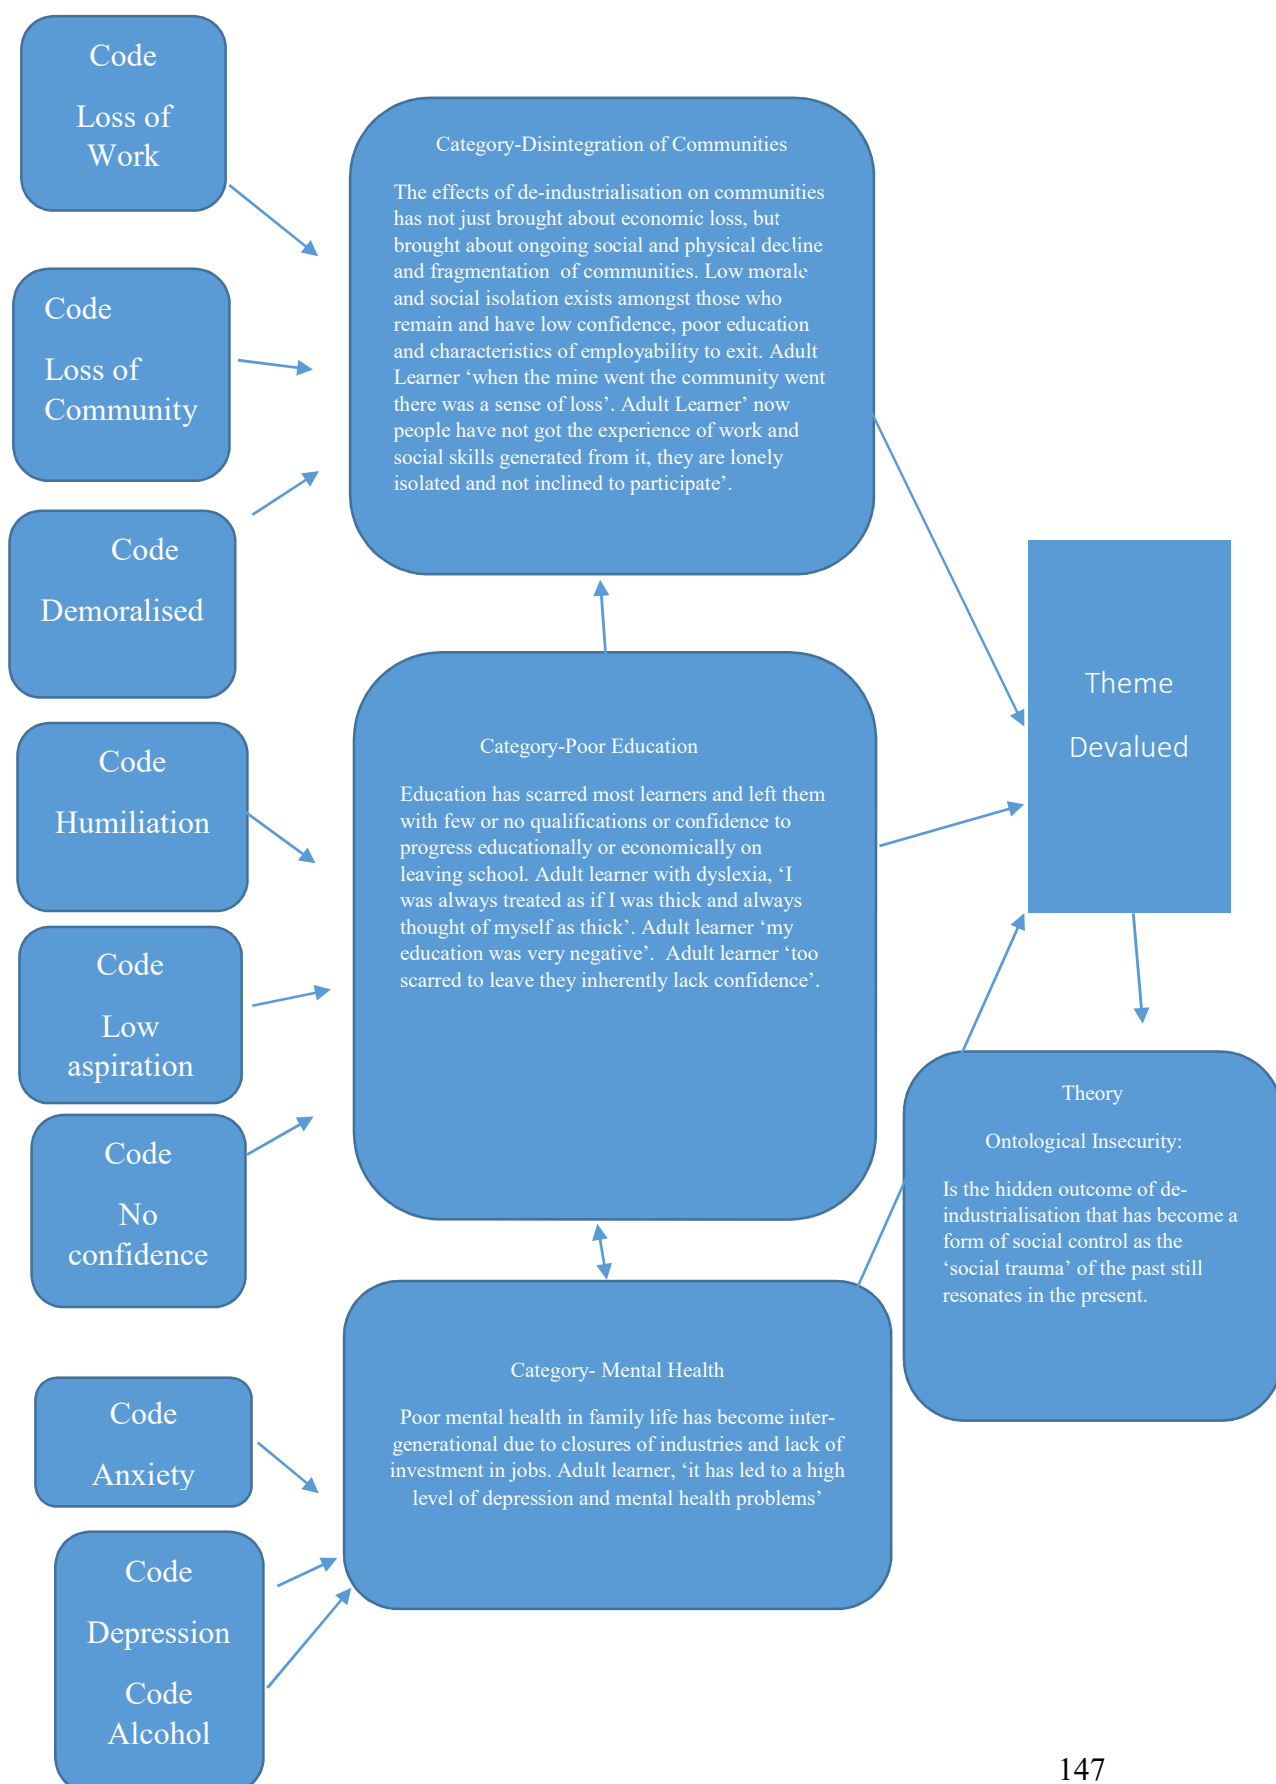 Code
Loss of
Work
Code
Loss of
Community
Code
Demoralised
Code
Humiliation
Code
Low
aspiration
Code
No
confidence
Code
Anxiety
Code
Depression
Code
Alcohol
Category-Disintegration of Communities
The effects of de-industrialisation on communities
has not just brought about economic loss, but
brought about ongoing social and physical decline
and fragmentation  of communities. Low morale
and social isolation exists amongst those who
remain and have low confidence, poor education
and characteristics of employability to exit. Adult
Learner ‘when the mine went the community went
there was a sense of loss’. Adult Learner’ now
people have not got the experience of work and
social skills generated from it, they are lonely
isolated and not inclined to participate’.
Category-Poor Education
Education has scarred most learners and left them
with few or no qualifications or confidence to
progress educationally or economically on
leaving school. Adult learner with dyslexia, ‘I
was always treated as if I was thick and always
thought of myself as thick’. Adult learner ‘my
education was very negative’.  Adult learner ‘too
scarred to leave they inherently lack confidence’.
Category- Mental Health
Poor mental health in family life has become inter-
generational due to closures of industries and lack of
investment in jobs. Adult learner, ‘it has led to a high
level of depression and mental health problems’
Theme
Devalued
Theory
Ontological Insecurity:
Is the hidden outcome of de-
industrialisation that has become a
form of social control as the
‘social trauma’ of the past still
resonates in the present.
147